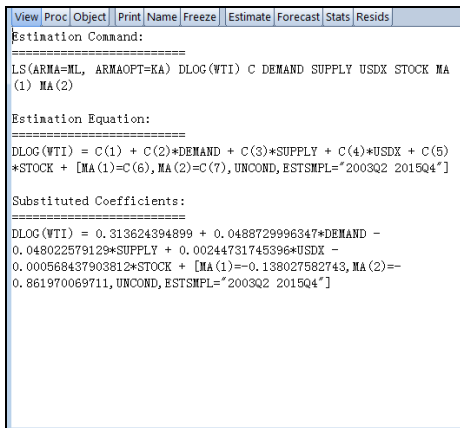 View Proc Object Print Name Freeze Estimate Forecast Stats Resids
Estimation Command:
=========================
LS(ARMA=ML, ARMAOPT=KA) DLOG(WTI) C DEMAND SUPPLY USDX STOCK MA
(1) MA(2)
Estimation Equation:
=========================
DLOG(WTI) = C(1) + C(2)*DEMAND + C(3)*SUPPLY + C(4)*USDX + C(5)
*STOCK + [MA(1)=C(6),MA(2)=C(7),UNCOND,ESTSMPL="2003Q2 2015Q4"]
Substituted Coefficients:
=========================
DLOG(WTI) = 0.313624394899 + 0.0488729996347*DEMAND -
0.048022579129*SUPPLY + 0.00244731745396*USDX -
0.000568437903812*STOCK + [MA(1)=-0.138027582743,MA(2)=-
0.861970069711,UNCOND,ESTSMPL="2003Q2 2015Q4"]